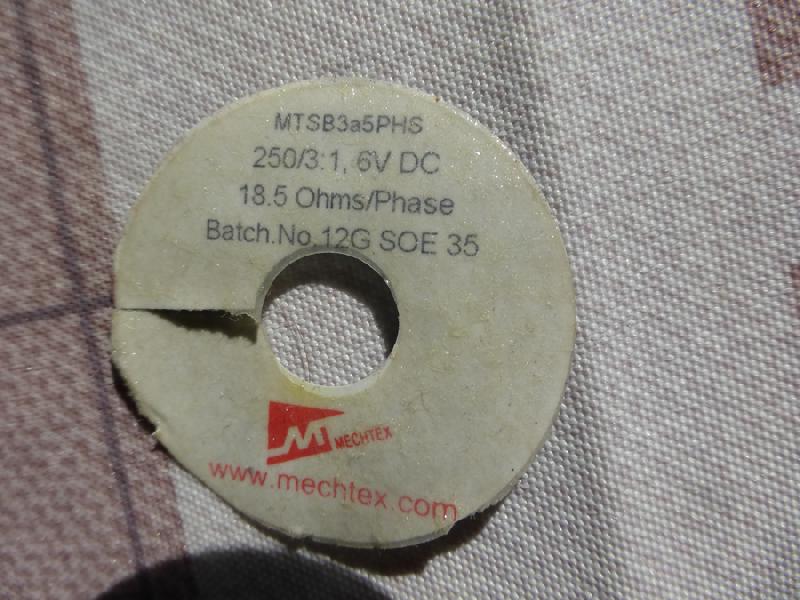 MTSB3a5PHS
250/3:1, 6V DC
18.5 Ohms/Phase
Batch.No.12G SOE 35
M MECHTEX
www.mechtex.com